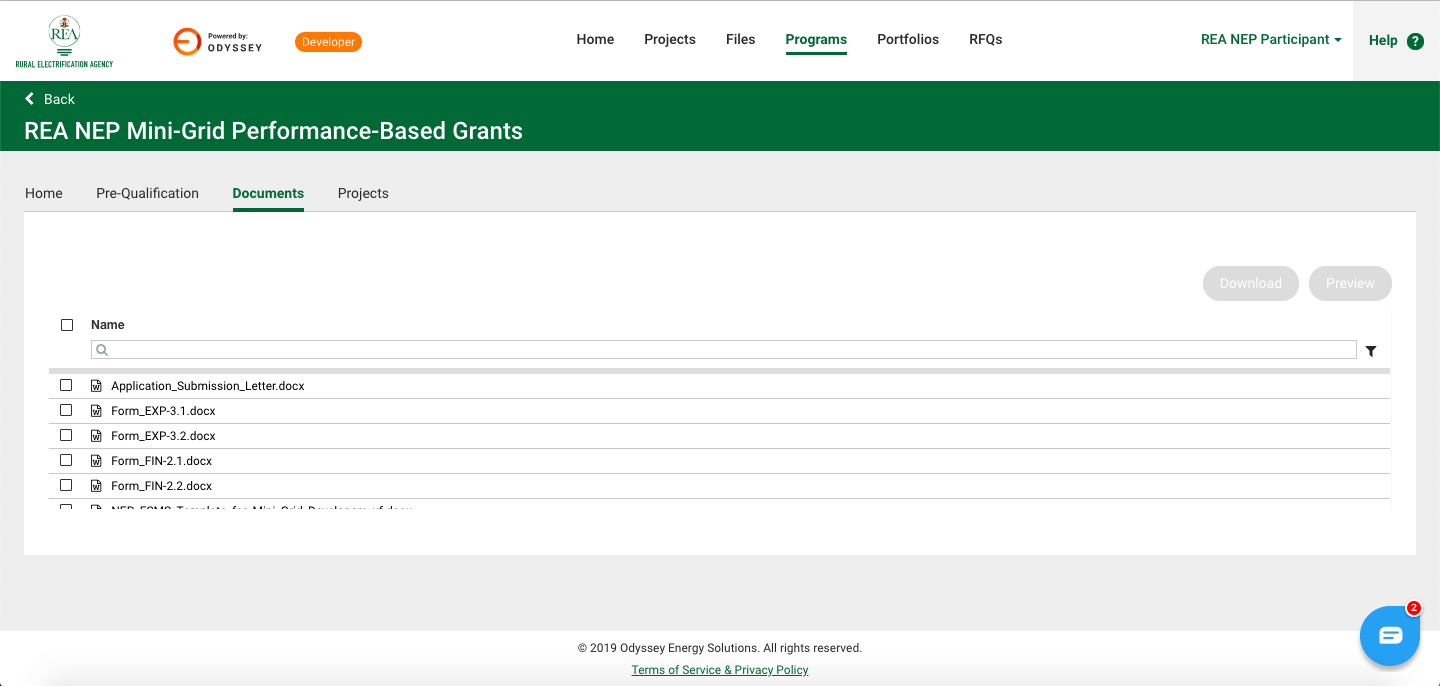 REA
RURAL ELECTRIFICATION AGENCY
Powered by:
ODYSSEY
Developer
Home Projects Files Programs Portfolios RFQs
REA NEP Participant
Help ?
Back
REA NEP Mini-Grid Performance-Based Grants
Home Pre-Qualification Documents Projects
Download Preview
Name
Application_Submission_Letter.docx
Form_EXP-3.1.docx
Form_EXP-3.2.docx
Form_FIN-2.1.docx
Form_FIN-2.2.docx
2
© 2019 Odyssey Energy Solutions. All rights reserved.
Terms of Service & Privacy Policy